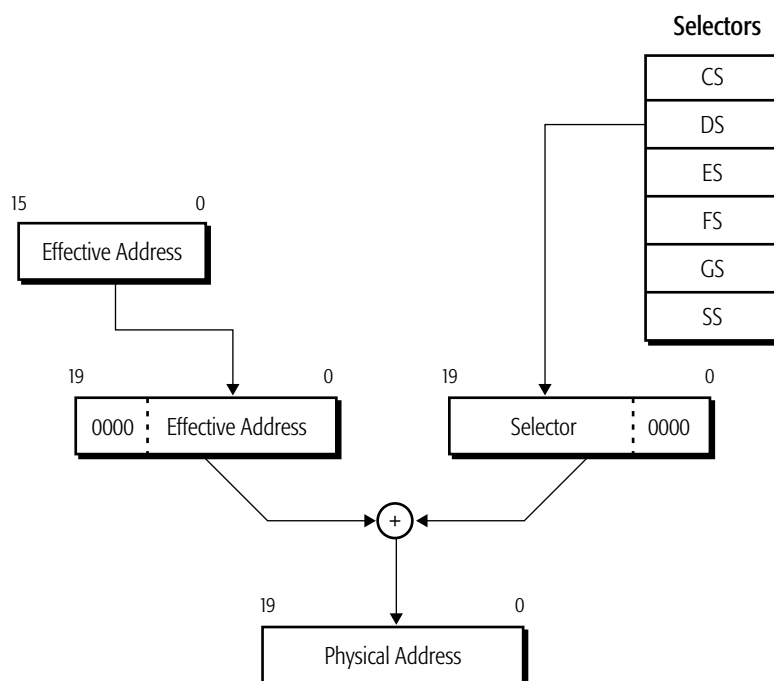 Selectors
CS
DS
ES
FS
GS
SS
15 0
Effective Address
19 0
0000 Effective Address
19 0
Selector 0000
+
19 0
Physical Address